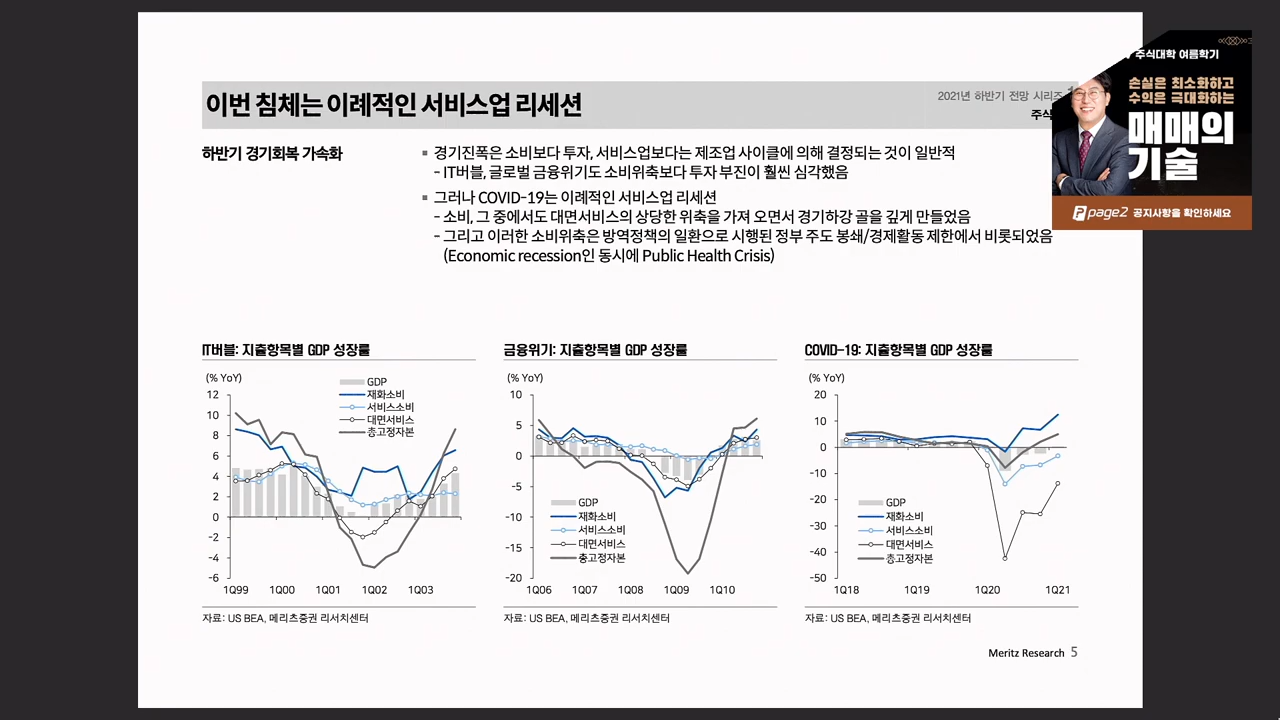 이번 침체는 이례적인 서비스업 리세션
2021년 하반기 전망 시리즈
하반기 경기회복 가속화
▪ 경기진폭은 소비보다 투자, 서비스업보다는 제조업 사이클에 의해 결정되는 것이 일반적
- IT버블, 글로벌 금융위기도 소비위축보다 투자 부진이 훨씬 심각했음
▪ 그러나 COVID-19는 이례적인 서비스업 리세션
- 소비, 그 중에서도 대면서비스의 상당한 위축을 가져 오면서 경기하강 골을 깊게 만들었음
- 그리고 이러한 소비위축은 방역정책의 일환으로 시행된 정부 주도 봉쇄/경제활동 제한에서 비롯되었음
(Economic recession인 동시에 Public Health Crisis)
주식대학 여름학기
손실은 최소화하고
수익은 극대화하는
매매의
기술
page2 공지사항을 확인하세요
IT버블: 지출항목별 GDP 성장률
(% YoY)
GDP
재화소비
서비스소비
대면서비스
총고정자본
12
10
8
6
4
2
0
-2
-4
-6
1Q99 1Q00 1Q01 1Q02 1Q03
자료: US BEA, 메리츠증권 리서치센터
금융위기: 지출항목별 GDP 성장률
(% YoY)
10
5
0
-5
-10
-15
-20
GDP
재화소비
서비스소비
대면서비스
총고정자본
1Q06 1Q07 1Q08 1Q09 1Q10
자료: US BEA, 메리츠증권 리서치센터
COVID-19: 지출항목별 GDP 성장률
(% YoY)
20
10
0
-10
-20
-30
-40
-50
GDP
재화소비
서비스소비
대면서비스
총고정자본
1Q18 1Q19 1Q20 1Q21
자료: US BEA, 메리츠증권 리서치센터
Meritz Research 5